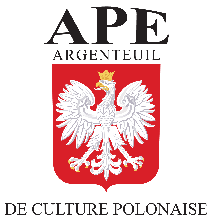 APE
ARGENTEUIL
DE CULTURE POLONAISE